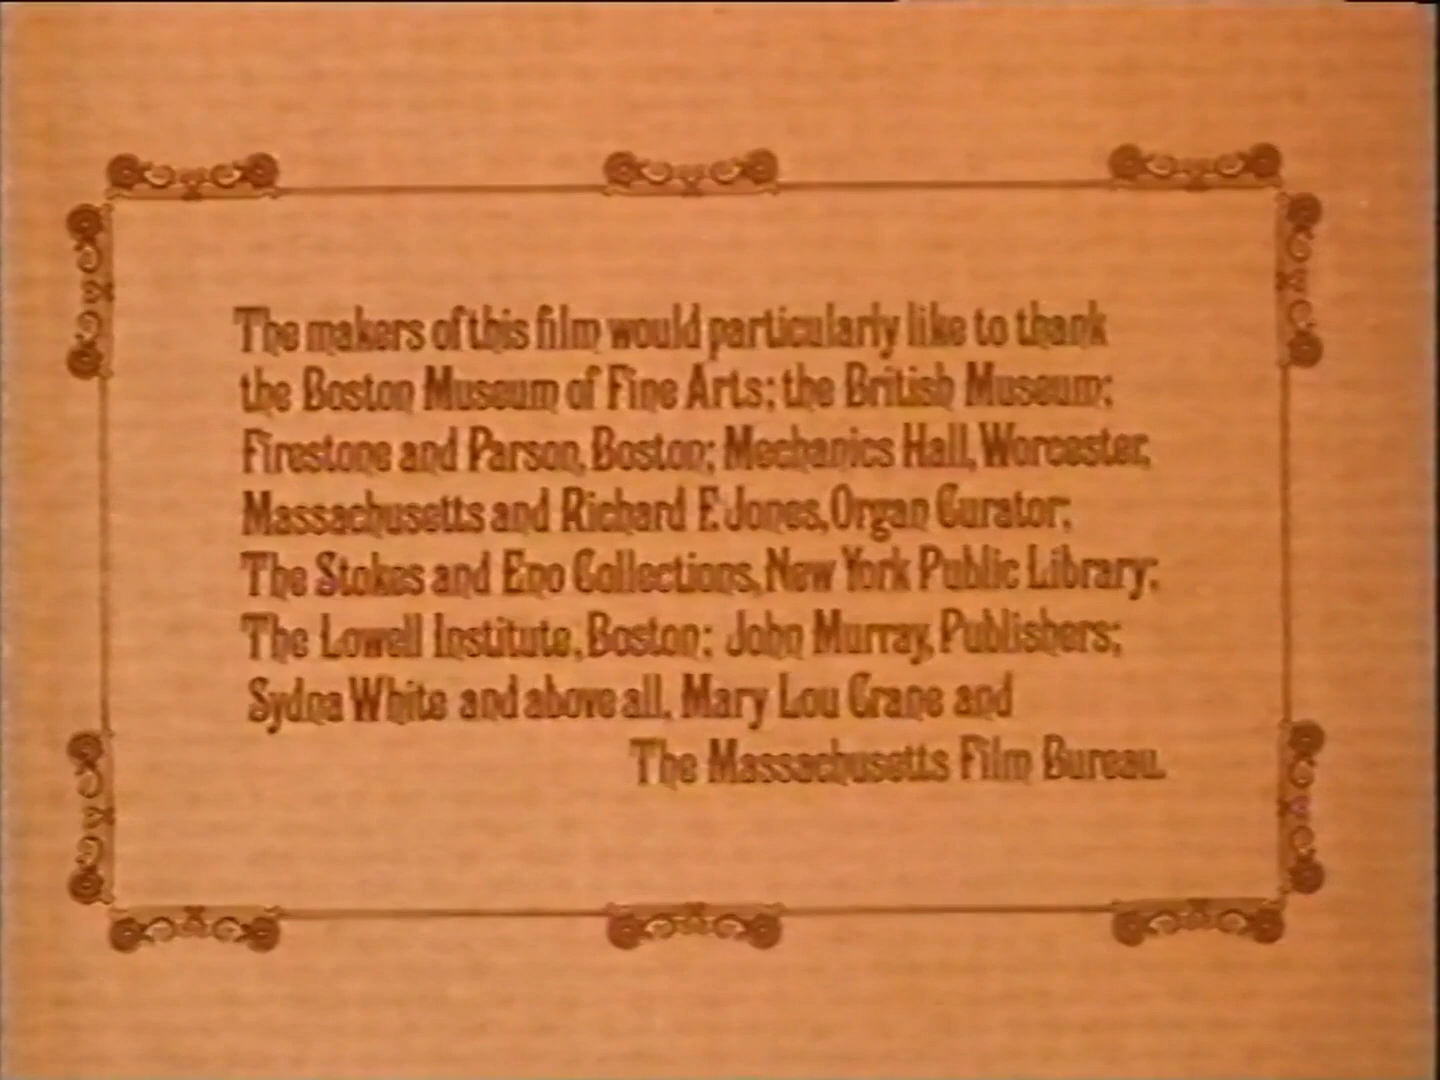 The makers of this film would particularly like to thank
the Boston Museum of Fine Arts; the British Museum;
Firestone and Parson, Boston; Mechanics Hall, Worcester,
Massachusetts and Richard F. Jones, Organ Curator;
The Stokes and Eno Collections, New York Public Library;
The Lowell Institute, Boston; John Murray, Publishers;
Sydna White and above all, Mary Lou Crane and
The Massachusetts Film Bureau.